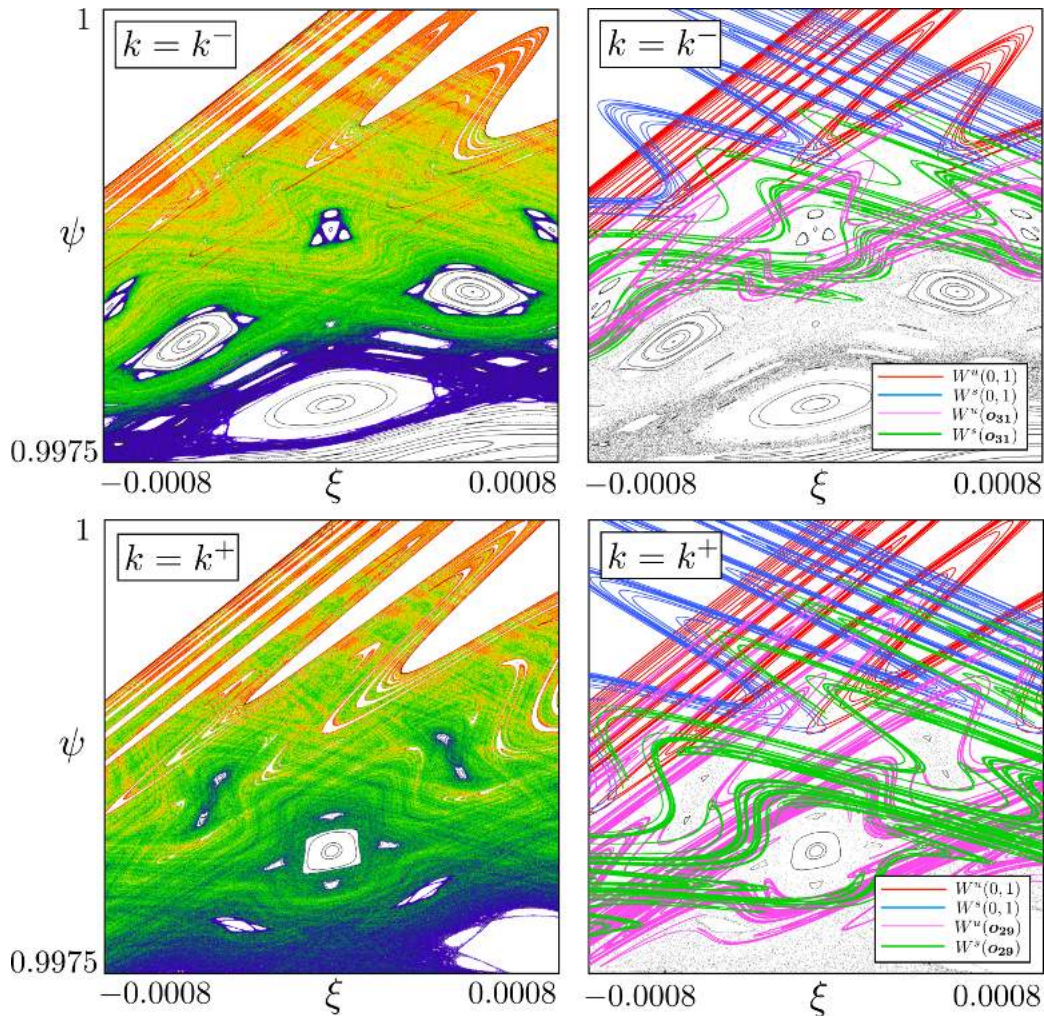 1
k = k⁻
k = k⁻
ψ
Wᵘ(0, 1)
Wˢ(0, 1)
Wᵘ(o₃₁)
Wˢ(o₃₁)
0.9975
−0.0008 ξ 0.0008
−0.0008 ξ 0.0008
1
k = k⁺
k = k⁺
ψ
Wᵘ(0, 1)
Wˢ(0, 1)
Wᵘ(o₂₉)
Wˢ(o₂₉)
0.9975
−0.0008 ξ 0.0008
−0.0008 ξ 0.0008